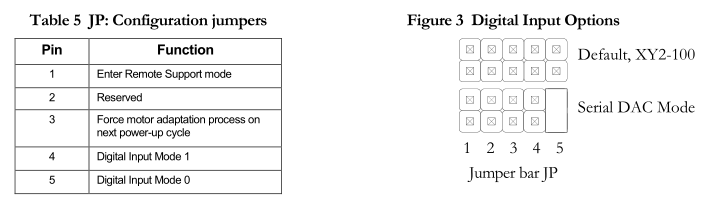 Table 5 JP: Configuration jumpers
Pin Function
1 Enter Remote Support mode
2 Reserved
3 Force motor adaptation process on
next power-up cycle
4 Digital Input Mode 1
5 Digital Input Mode 0
Figure 3 Digital Input Options
Default, XY2-100
Serial DAC Mode
1 2 3 4 5
Jumper bar JP